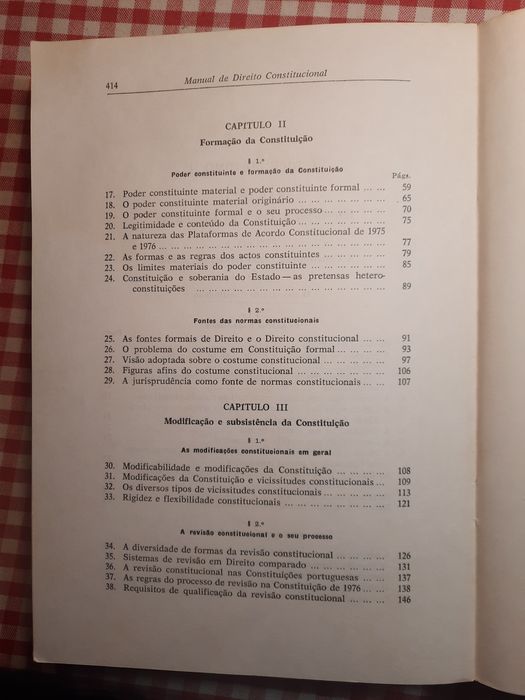 414
Manual de Direito Constitucional
CAPITULO II
Formação da Constituição
§ 1.º
Poder constituinte e formação da Constituição
Págs.
17. Poder constituinte material e poder constituinte formal ... ... 59
18. O poder constituinte material originário ... ... ... ... ... ... 65
19. O poder constituinte formal e o seu processo ... ... ... ... 70
20. Legitimidade e conteúdo da Constituição ... ... ... ... ... ... 75
21. A natureza das Plataformas de Acordo Constitucional de 1975
e 1976 ... ... ... ... ... ... ... ... ... ... ... ... ... ... ... 77
22. As formas e as regras dos actos constituintes ... ... ... ... 79
23. Os limites materiais do poder constituinte ... ... ... ... ... 85
24. Constituição e soberania do Estado — as pretensas hetero-
constituições ... ... ... ... ... ... ... ... ... ... ... ... ... 89
§ 2.º
Fontes das normas constitucionais
25. As fontes formais de Direito e o Direito constitucional ... ... 91
26. O problema do costume em Constituição formal ... ... ... 93
27. Visão adoptada sobre o costume constitucional ... ... ... ... 97
28. Figuras afins do costume constitucional ... ... ... ... ... ... 106
29. A jurisprudência como fonte de normas constitucionais ... ... 107
CAPITULO III
Modificação e subsistência da Constituição
§ 1.º
As modificações constitucionais em geral
30. Modificabilidade e modificações da Constituição ... ... ... ... 108
31. Modificações da Constituição e vicissitudes constitucionais ... 109
32. Os diversos tipos de vicissitudes constitucionais ... ... ... ... 113
33. Rigidez e flexibilidade constitucionais ... ... ... ... ... ... 121
§ 2.º
A revisão constitucional e o seu processo
34. A diversidade de formas da revisão constitucional ... ... ... 126
35. Sistemas de revisão em Direito comparado ... ... ... ... ... 131
36. A revisão constitucional nas Constituições portuguesas ... ... 137
37. As regras do processo de revisão na Constituição de 1976 ... ... 138
38. Requisitos de qualificação da revisão constitucional ... ... ... 146